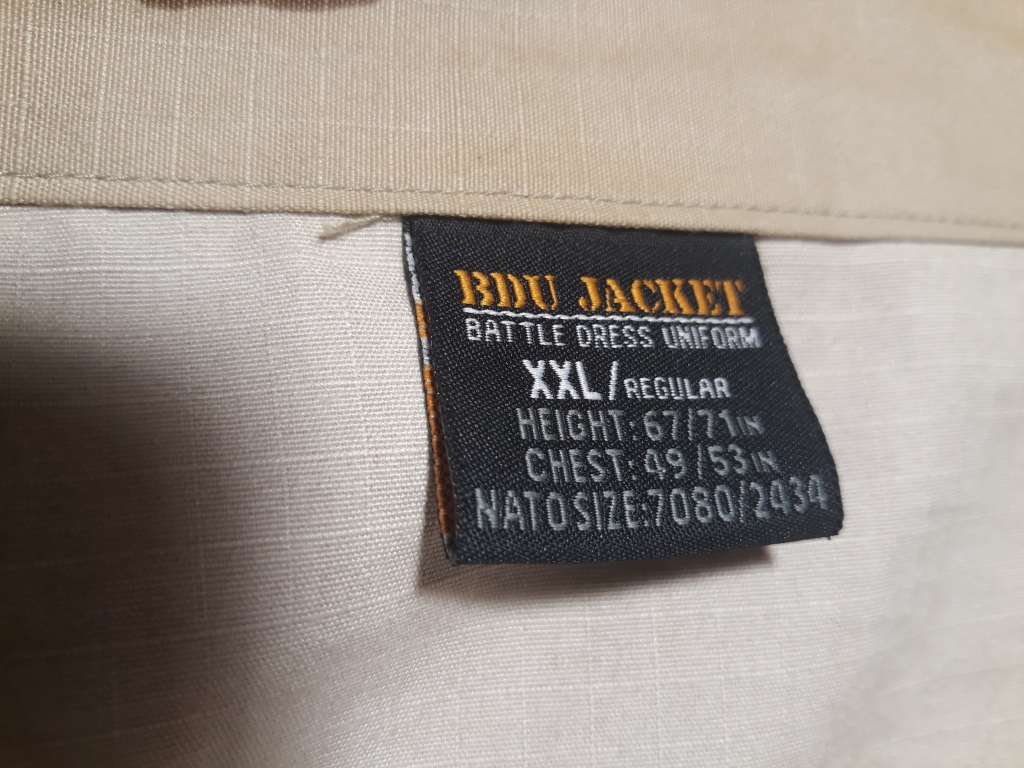 BDU JACKET
BATTLE DRESS UNIFORM
XXL/REGULAR
HEIGHT: 67/71IN
CHEST: 49/53IN
NATOSIZE:7080/2434